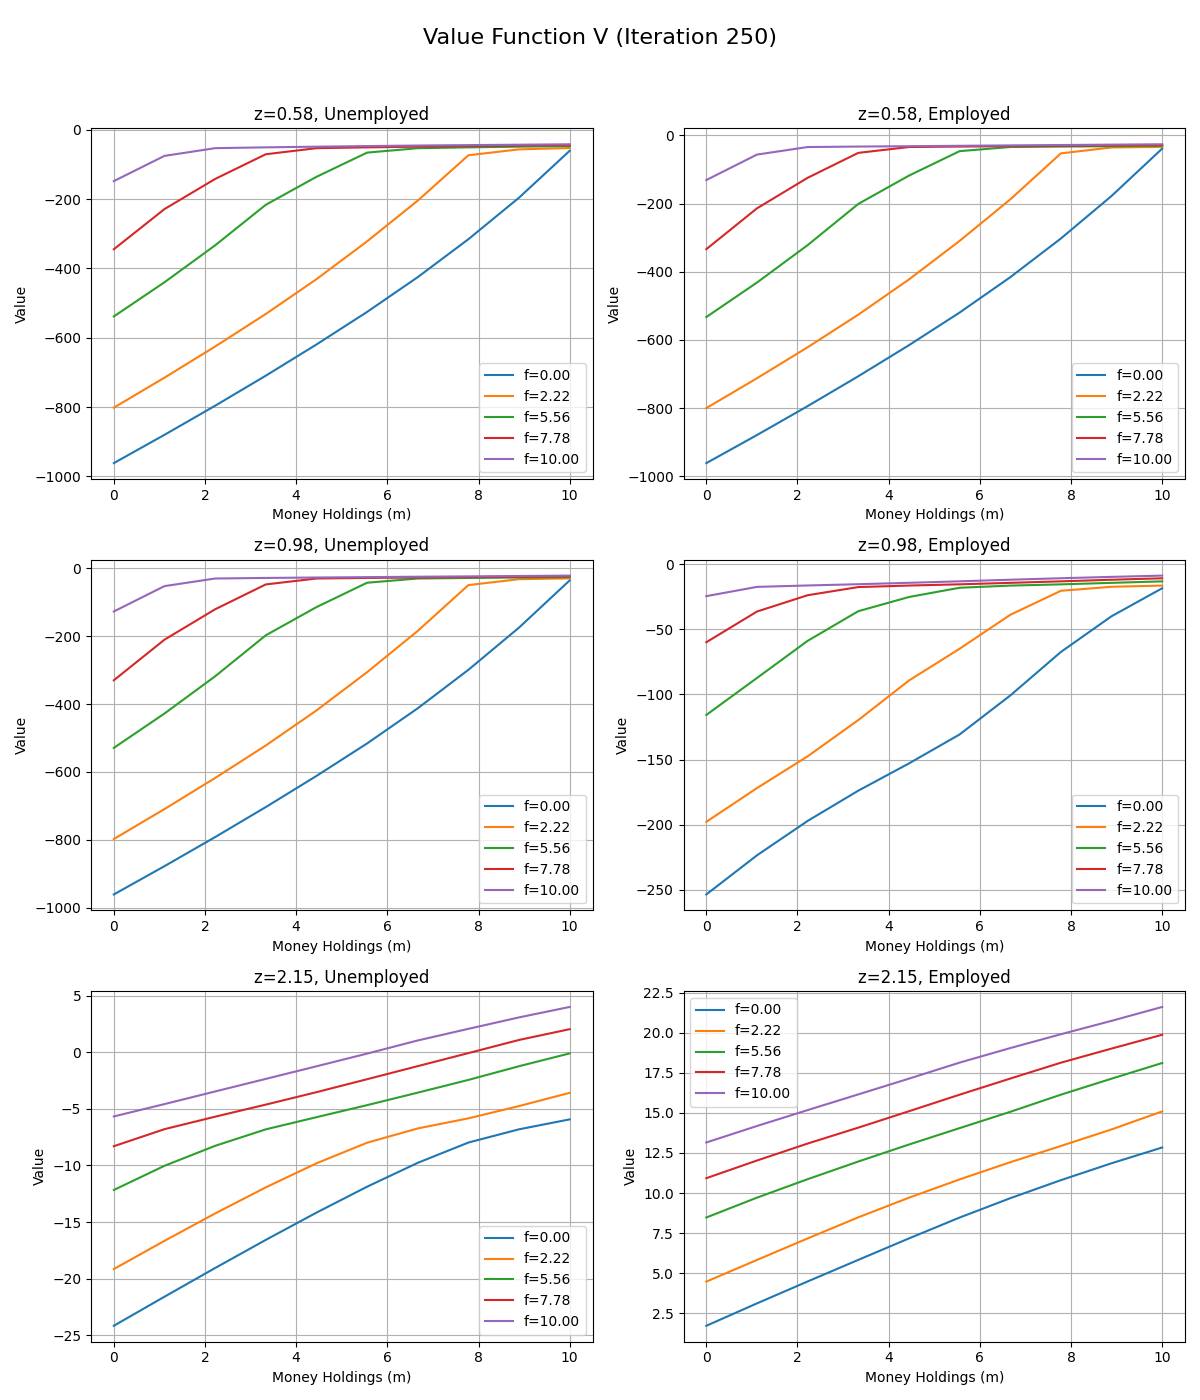 Value Function V (Iteration 250)
z=0.58, Unemployed
0
−200
−400
−600
−800
−1000
Value
f=0.00
f=2.22
f=5.56
f=7.78
f=10.00
0 2 4 6 8 10
Money Holdings (m)
z=0.58, Employed
0
−200
−400
−600
−800
−1000
Value
f=0.00
f=2.22
f=5.56
f=7.78
f=10.00
0 2 4 6 8 10
Money Holdings (m)
z=0.98, Unemployed
0
−200
−400
−600
−800
−1000
Value
f=0.00
f=2.22
f=5.56
f=7.78
f=10.00
0 2 4 6 8 10
Money Holdings (m)
z=0.98, Employed
0
−50
−100
−150
−200
−250
Value
f=0.00
f=2.22
f=5.56
f=7.78
f=10.00
0 2 4 6 8 10
Money Holdings (m)
z=2.15, Unemployed
5
0
−5
−10
−15
−20
−25
Value
f=0.00
f=2.22
f=5.56
f=7.78
f=10.00
0 2 4 6 8 10
Money Holdings (m)
z=2.15, Employed
22.5
20.0
17.5
15.0
12.5
10.0
7.5
5.0
2.5
Value
f=0.00
f=2.22
f=5.56
f=7.78
f=10.00
0 2 4 6 8 10
Money Holdings (m)